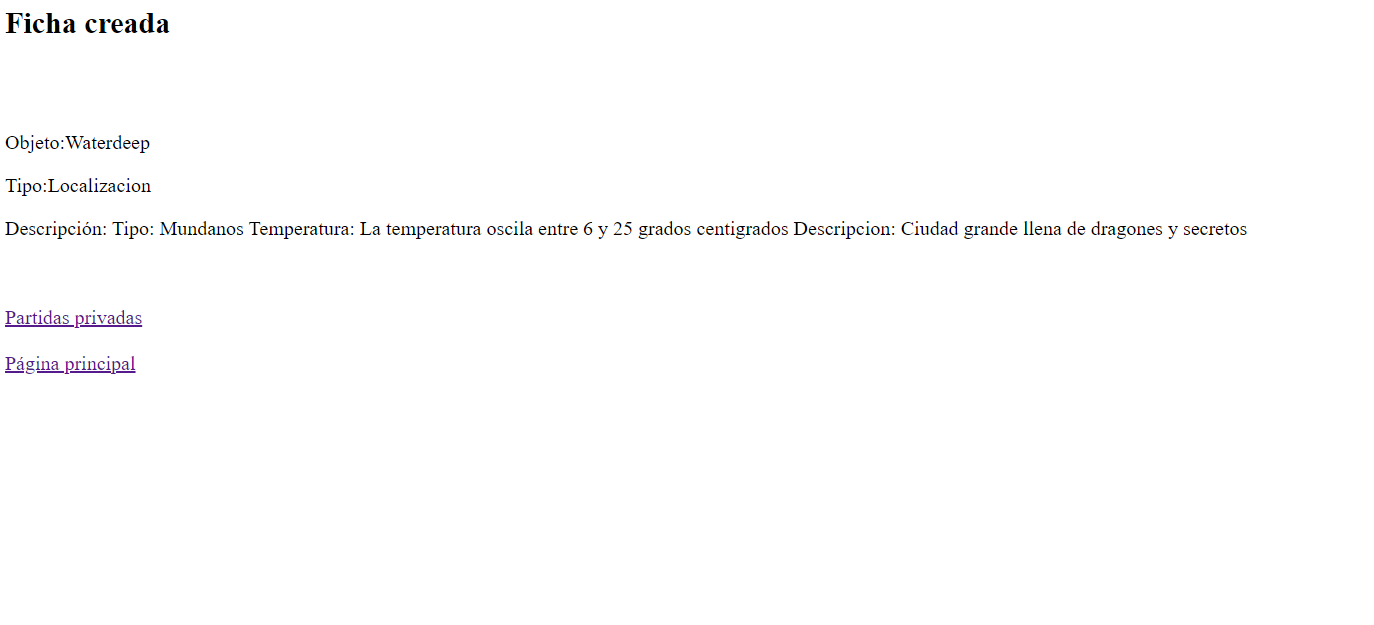 Ficha creada
Objeto:Waterdeep
Tipo:Localizacion
Descripción: Tipo: Mundanos Temperatura: La temperatura oscila entre 6 y 25 grados centigrados Descripcion: Ciudad grande llena de dragones y secretos
Partidas privadas
Página principal